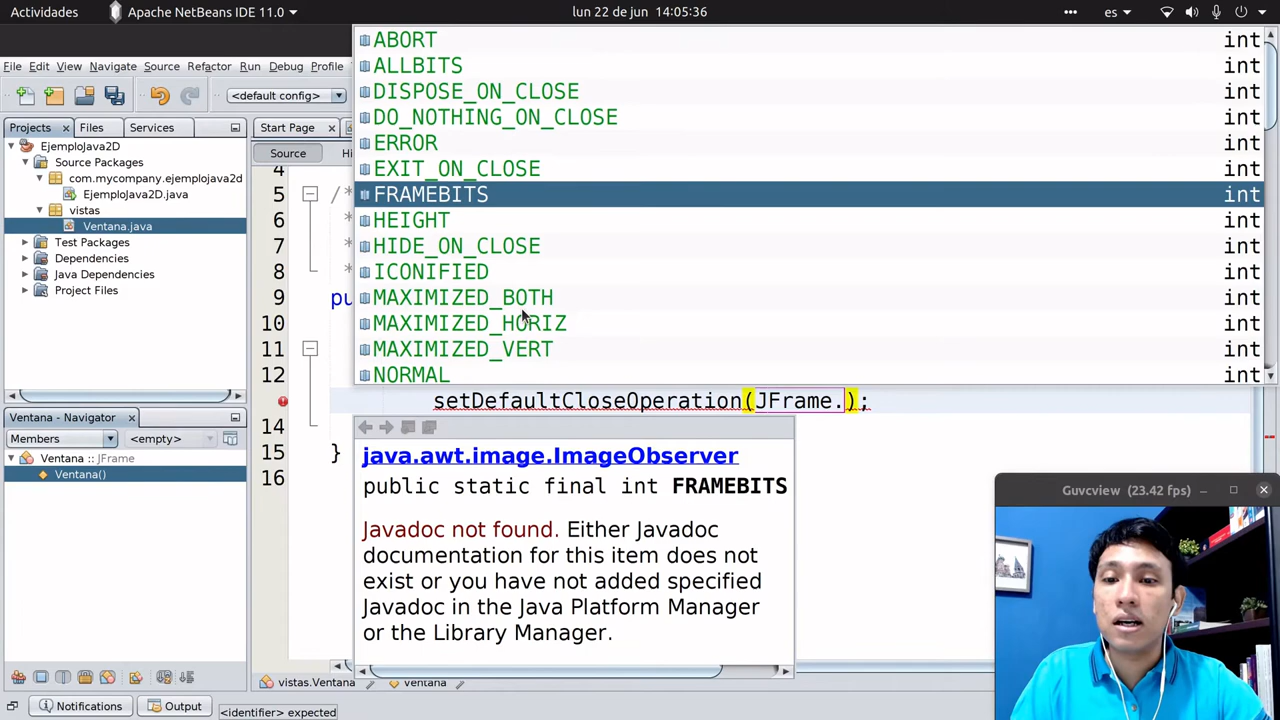 Actividades Apache NetBeans IDE 11.0 lun 22 de jun 14:05:36 es
File Edit View Navigate Source Refactor Run Debug Profile
<default config>
Projects Files Services
Start Page
EjemploJava2D
Source Packages
com.mycompany.ejemplojava2d
EjemploJava2D.java
vistas
Ventana.java
Test Packages
Dependencies
Java Dependencies
Project Files
Source Hi
4
5 /*
6 *
7 *
8 *
9 pu
10
11
12
14
15 }
16
ABORT int
ALLBITS int
DISPOSE_ON_CLOSE int
DO_NOTHING_ON_CLOSE int
ERROR int
EXIT_ON_CLOSE int
FRAMEBITS int
HEIGHT int
HIDE_ON_CLOSE int
ICONIFIED int
MAXIMIZED_BOTH int
MAXIMIZED_HORIZ int
MAXIMIZED_VERT int
NORMAL int
setDefaultCloseOperation(JFrame.);
java.awt.image.ImageObserver
public static final int FRAMEBITS
Javadoc not found. Either Javadoc
documentation for this item does not
exist or you have not added specified
Javadoc in the Java Platform Manager
or the Library Manager.
Ventana - Navigator
Members <empty>
Ventana :: JFrame
Ventana()
vistas.Ventana ventana
Notifications Output <identifier> expected
Guvcview (23.42 fps)